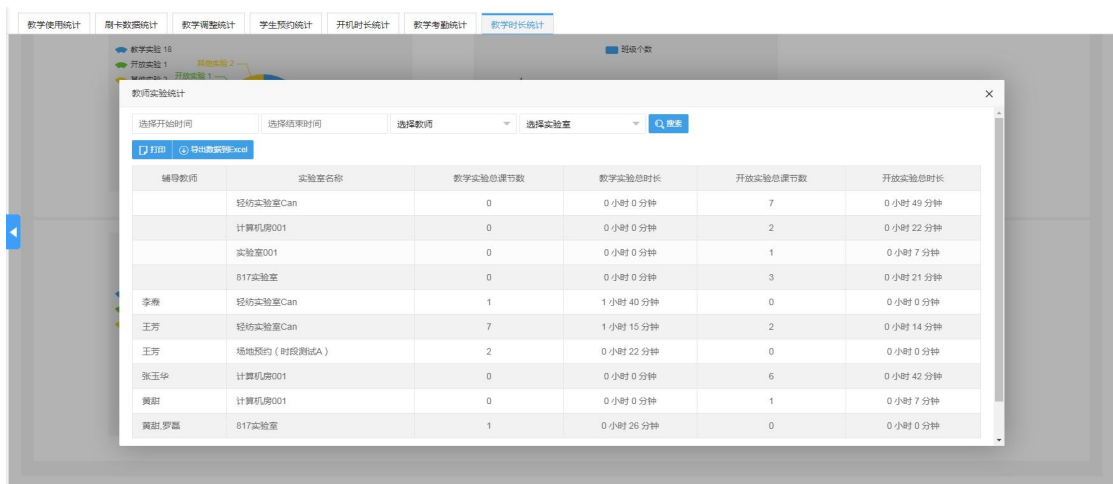 教学使用统计 刷卡数据统计 教学调整统计 学生预约统计 开机时长统计 教学考勤统计 教学时长统计
教学实验 18 班级个数
开放实验 1 其他实验 2
其他实验 2 开放实验 1
教师实验统计 ×
选择开始时间 选择结束时间 选择教师 选择实验室 搜索
打印 导出数据到Excel
辅导教师 实验室名称 教学实验总课节数 教学实验总时长 开放实验总课节数 开放实验总时长
轻纺实验室Can 0 0 小时 0 分钟 7 0 小时 49 分钟
计算机房001 0 0 小时 0 分钟 2 0 小时 22 分钟
实验室001 0 0 小时 0 分钟 1 0 小时 7 分钟
817实验室 0 0 小时 0 分钟 3 0 小时 21 分钟
轻纺实验室Can 1 1 小时 40 分钟 0 0 小时 0 分钟
王芳 轻纺实验室Can 7 1 小时 15 分钟 2 0 小时 14 分钟
王芳 场地预约（时段测试A） 2 0 小时 22 分钟 0 0 小时 0 分钟
张玉华 计算机房001 0 0 小时 0 分钟 6 0 小时 42 分钟
黄甜 计算机房001 0 0 小时 0 分钟 1 0 小时 7 分钟
黄甜,罗磊 817实验室 1 0 小时 26 分钟 0 0 小时 0 分钟